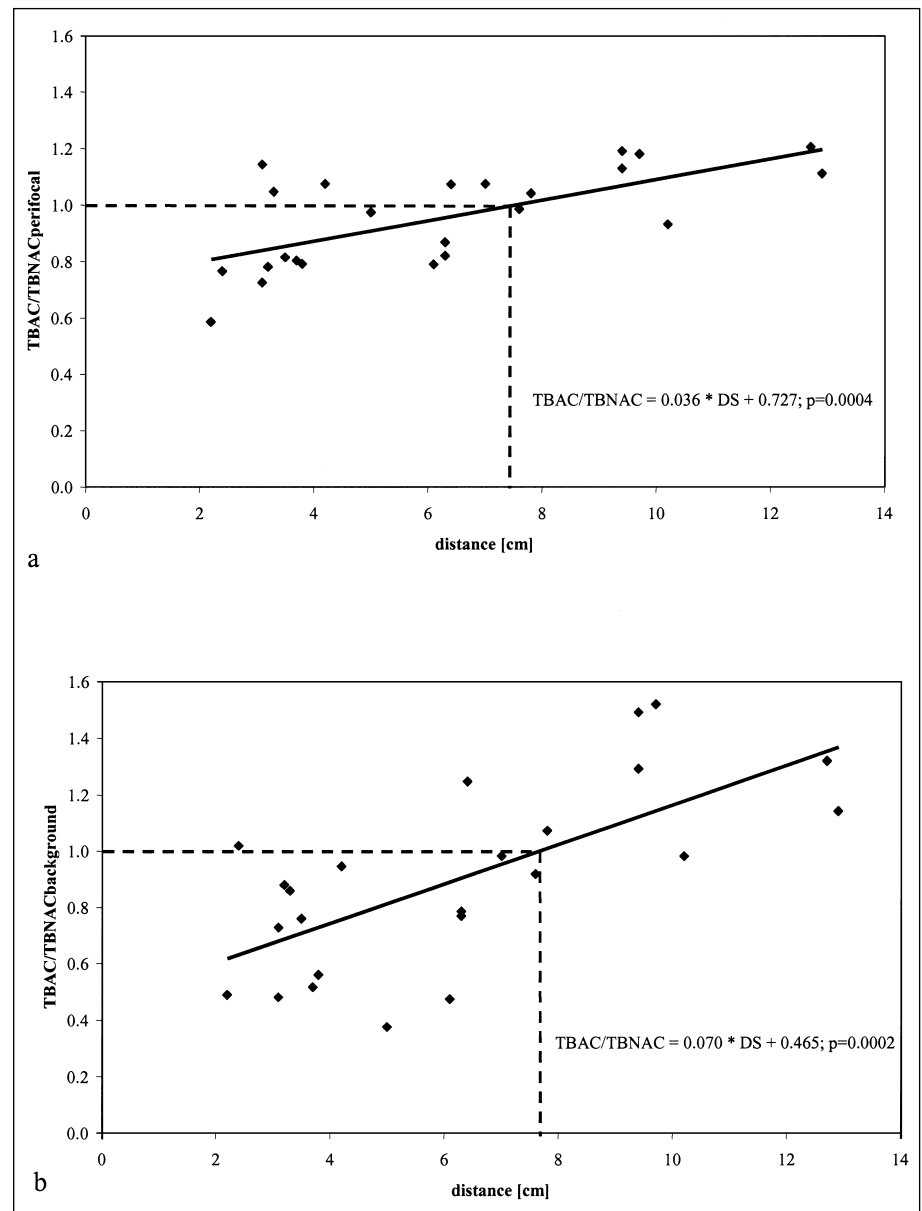 1.6
1.4
1.2
1.0
0.8
0.6
0.4
0.2
0.0
TBAC/TBNACperifocal
TBAC/TBNAC = 0.036 * DS + 0.727; p=0.0004
0 2 4 6 8 10 12 14
distance [cm]
a
1.6
1.4
1.2
1.0
0.8
0.6
0.4
0.2
0.0
TBAC/TBNACbackground
TBAC/TBNAC = 0.070 * DS + 0.465; p=0.0002
0 2 4 6 8 10 12 14
distance [cm]
b